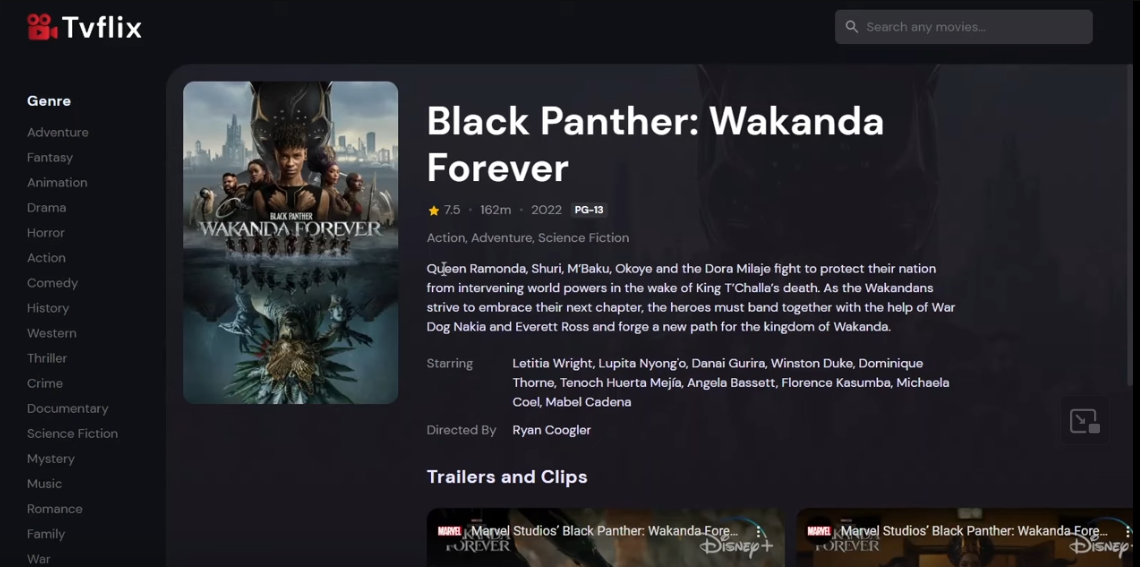 Tvflix
Search any movies...
Genre
Adventure
Fantasy
Animation
Drama
Horror
Action
Comedy
History
Western
Thriller
Crime
Documentary
Science Fiction
Mystery
Music
Romance
Family
War
BLACK PANTHER
WAKANDA FOREVER
Black Panther: Wakanda
Forever
7.5 • 162m • 2022 PG-13
Action, Adventure, Science Fiction
Queen Ramonda, Shuri, M’Baku, Okoye and the Dora Milaje fight to protect their nation
from intervening world powers in the wake of King T’Challa’s death. As the Wakandans
strive to embrace their next chapter, the heroes must band together with the help of War
Dog Nakia and Everett Ross and forge a new path for the kingdom of Wakanda.
Starring Letitia Wright, Lupita Nyong'o, Danai Gurira, Winston Duke, Dominique
Thorne, Tenoch Huerta Mejía, Angela Bassett, Florence Kasumba, Michaela
Coel, Mabel Cadena
Directed By Ryan Coogler
Trailers and Clips
MARVEL Marvel Studios’ Black Panther: Wakanda Fore...
FOREVER
Disney+
MARVEL Marvel Studios’ Black Panther: Wakanda Fore...
FOREVER
Disney+